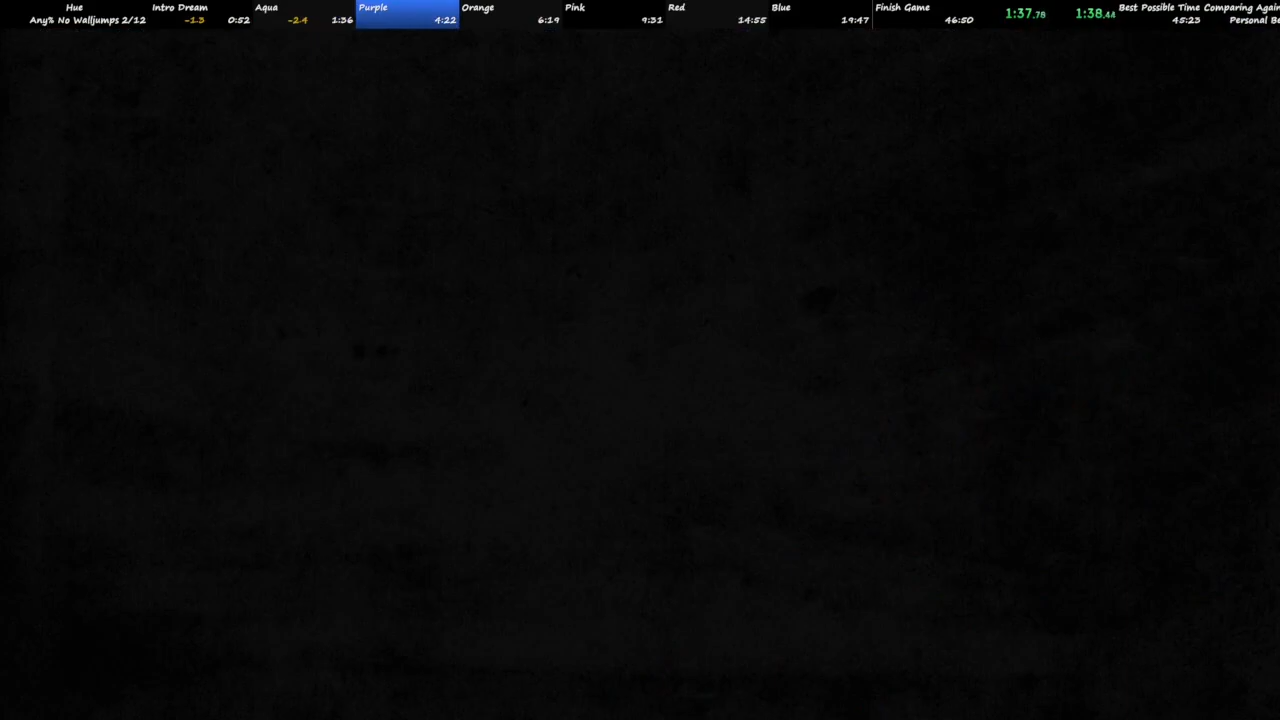 Hue
Any% No Walljumps 2/12
Intro Dream
-1.3 0:52
Aqua
-2.4 1:36
Purple
4:22
Orange
6:19
Pink
9:31
Red
14:55
Blue
19:47
Finish Game
46:50
1:37.78
1:38.44
Best Possible Time
45:23
Comparing Again
Personal Be